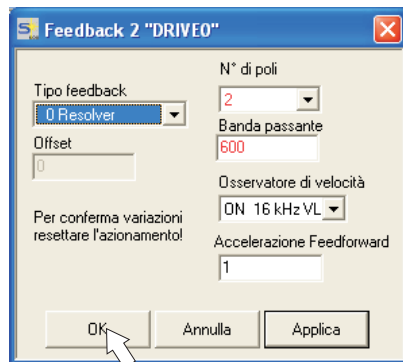 Feedback 2 "DRIVE0"
N° di poli
Tipo feedback
2
0 Resolver
Banda passante
Offset
600
0
Osservatore di velocità
Per conferma variazioni
ON 16 kHz VL
resettare l'azionamento!
Accelerazione Feedforward
1
OK
Annulla
Applica